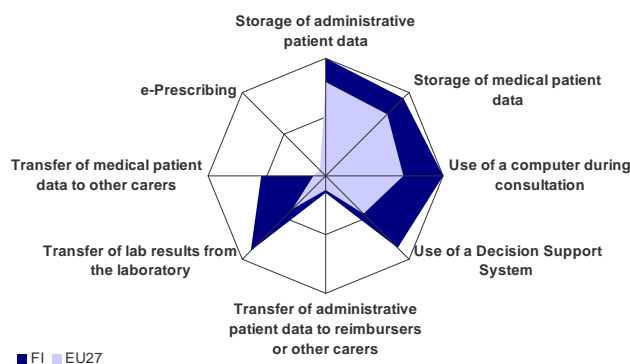 Storage of administrative
patient data
Storage of medical patient
data
e-Prescribing
Transfer of medical patient
data to other carers
Use of a computer during
consultation
Transfer of lab results from
the laboratory
Use of a Decision Support
System
Transfer of administrative
patient data to reimbursers
or other carers
FI EU27